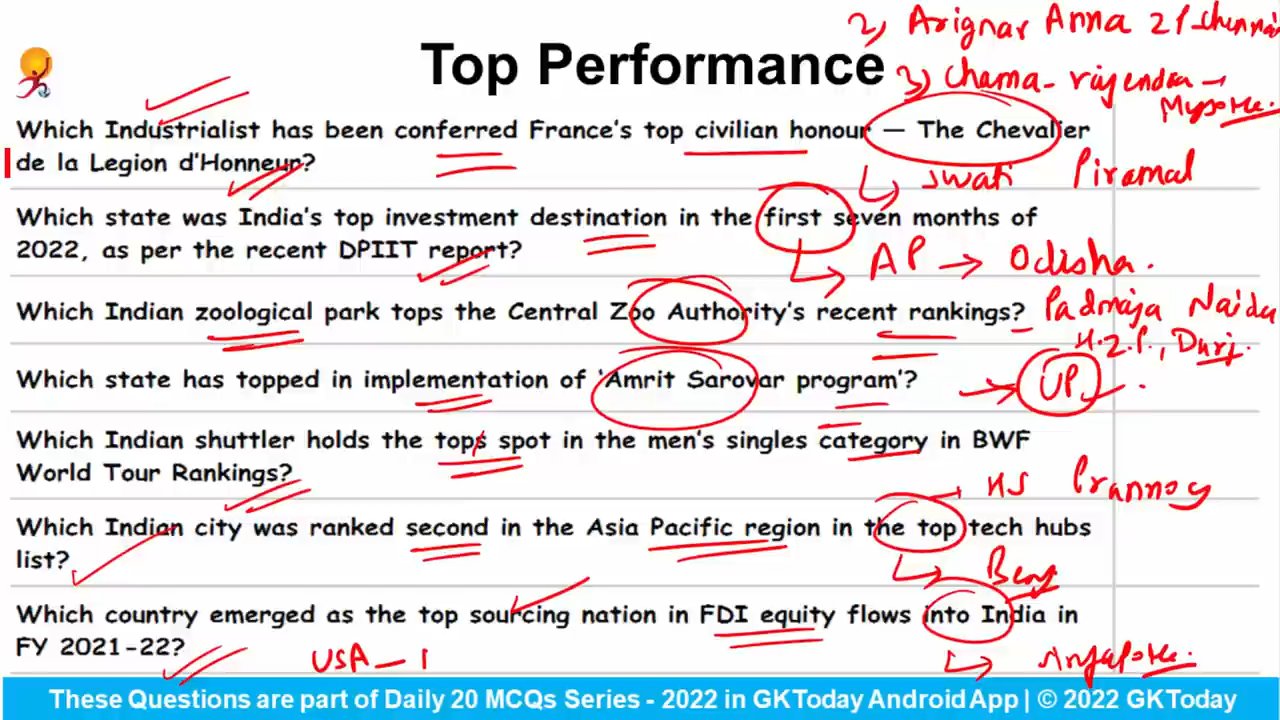 2) Arignar Anna ZP Chennai
Top Performance
3) Chama-rajendra →
Mysore.
Which Industrialist has been conferred France's top civilian honour — The Chevalier
de la Legion d'Honneur?
Swati Piramal
Which state was India's top investment destination in the first seven months of
2022, as per the recent DPIIT report?
AP → Odisha.
Which Indian zoological park tops the Central Zoo Authority's recent rankings?
Padmaja Naidu
H.Z.P., Darj.
Which state has topped in implementation of 'Amrit Sarovar program'?
UP
Which Indian shuttler holds the tops spot in the men's singles category in BWF
World Tour Rankings?
HS Prannoy
Which Indian city was ranked second in the Asia Pacific region in the top tech hubs
list?
Beng
Which country emerged as the top sourcing nation in FDI equity flows into India in
FY 2021-22?
USA - 1
Singapore.
These Questions are part of Daily 20 MCQs Series - 2022 in GKToday Android App | © 2022 GKToday